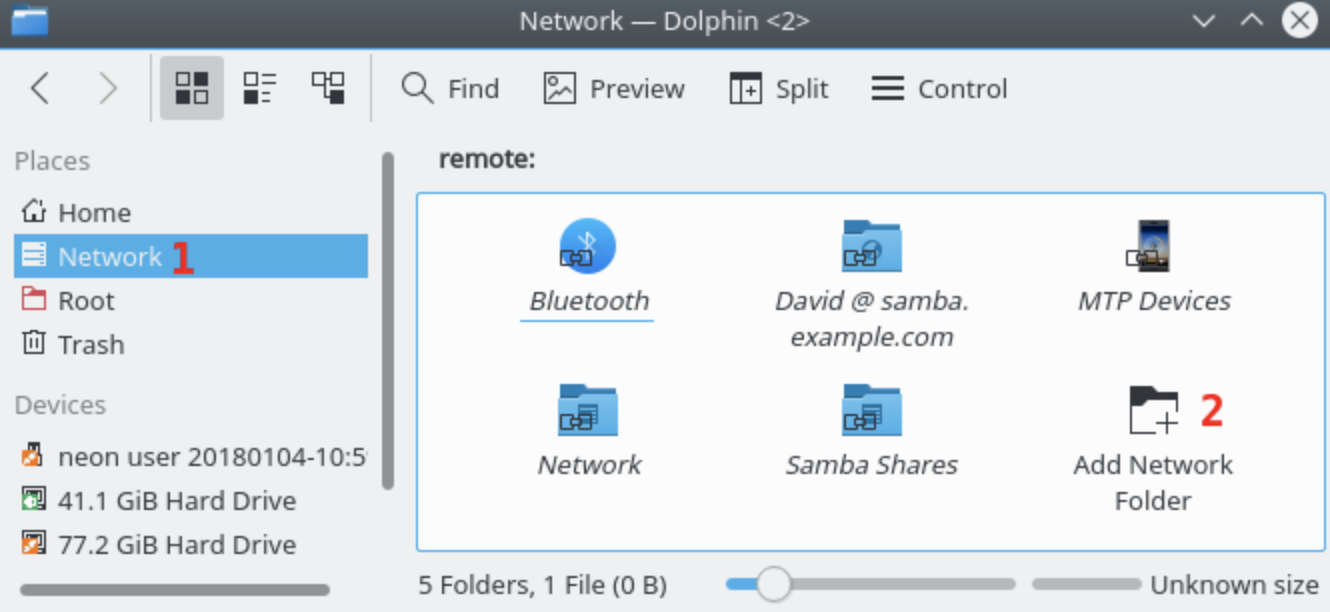 Network — Dolphin <2>
Find
Preview
Split
Control
Places
Home
Network 1
Root
Trash
Devices
neon user 20180104-10:5
41.1 GiB Hard Drive
77.2 GiB Hard Drive
remote:
Bluetooth
David @ samba.
example.com
MTP Devices
Network
Samba Shares
2
Add Network
Folder
5 Folders, 1 File (0 B)
Unknown size